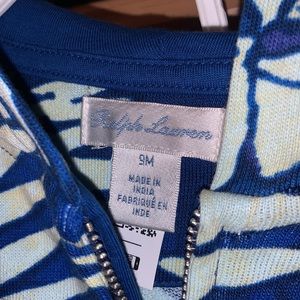 Ralph Lauren
9M
MADE IN
INDIA
FABRIQUÉ EN
INDE